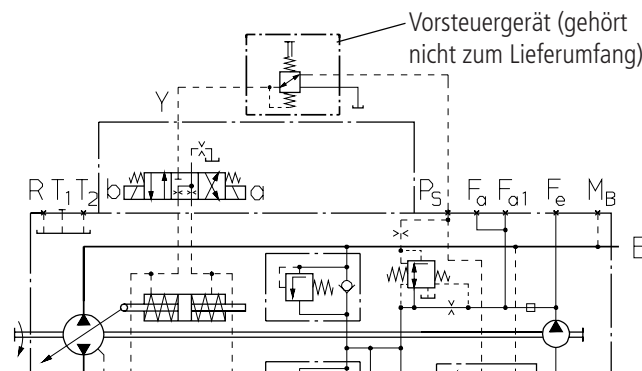 Vorsteuergerät (gehört
nicht zum Lieferumfang)
Y
R T1 T2 b a PS Fa Fa1 Fe MB
B